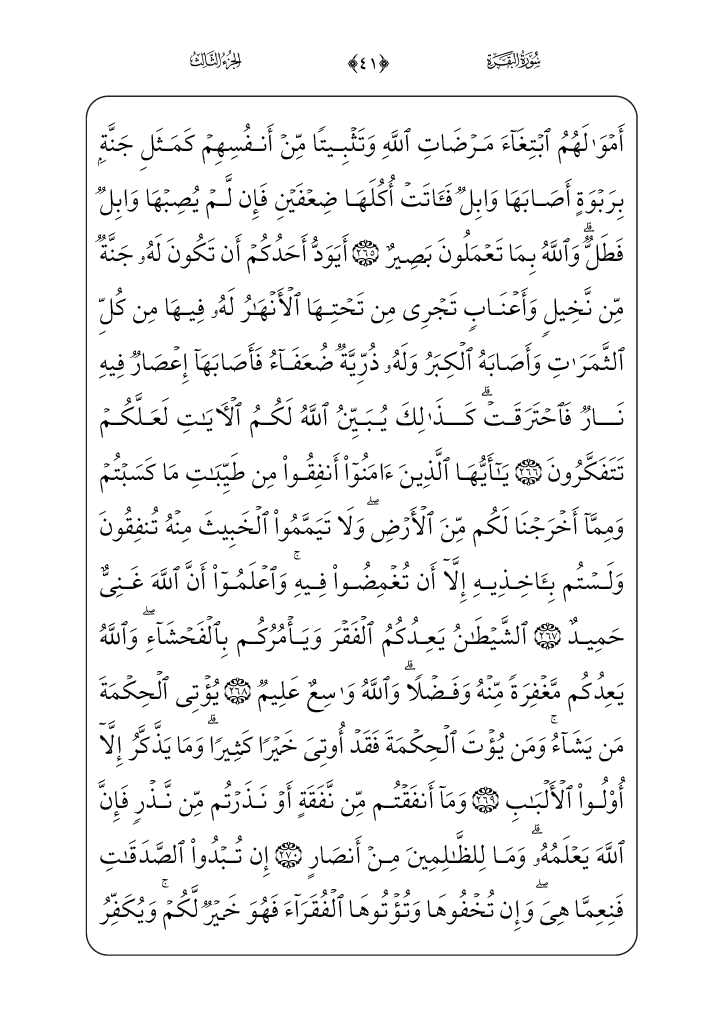 سُورَةُ البَقَرَةِ ﴿٤١﴾ الجُزءُ الثَّالِثُ
أَمۡوَٰلَهُمُ ٱبۡتِغَآءَ مَرۡضَاتِ ٱللَّهِ وَتَثۡبِيتٗا مِّنۡ أَنفُسِهِمۡ كَمَثَلِ جَنَّةِۭ
بِرَبۡوَةٍ أَصَابَهَا وَابِلٞ فَـَٔاتَتۡ أُكُلَهَا ضِعۡفَيۡنِ فَإِن لَّمۡ يُصِبۡهَا وَابِلٞ
فَطَلّٞۗ وَٱللَّهُ بِمَا تَعۡمَلُونَ بَصِيرٌ ٢٦٥ أَيَوَدُّ أَحَدُكُمۡ أَن تَكُونَ لَهُۥ جَنَّةٞ
مِّن نَّخِيلٖ وَأَعۡنَابٖ تَجۡرِي مِن تَحۡتِهَا ٱلۡأَنۡهَٰرُ لَهُۥ فِيهَا مِن كُلِّ
ٱلثَّمَرَٰتِ وَأَصَابَهُ ٱلۡكِبَرُ وَلَهُۥ ذُرِّيَّةٞ ضُعَفَآءُ فَأَصَابَهَآ إِعۡصَارٞ فِيهِ
نَارٞ فَٱحۡتَرَقَتۡۗ كَذَٰلِكَ يُبَيِّنُ ٱللَّهُ لَكُمُ ٱلۡأٓيَٰتِ لَعَلَّكُمۡ
تَتَفَكَّرُونَ ٢٦٦ يَٰٓأَيُّهَا ٱلَّذِينَ ءَامَنُوٓاْ أَنفِقُواْ مِن طَيِّبَٰتِ مَا كَسَبۡتُمۡ
وَمِمَّآ أَخۡرَجۡنَا لَكُم مِّنَ ٱلۡأَرۡضِۖ وَلَا تَيَمَّمُواْ ٱلۡخَبِيثَ مِنۡهُ تُنفِقُونَ
وَلَسۡتُم بِـَٔاخِذِيهِ إِلَّآ أَن تُغۡمِضُواْ فِيهِۚ وَٱعۡلَمُوٓاْ أَنَّ ٱللَّهَ غَنِيٌّ
حَمِيدٌ ٢٦٧ ٱلشَّيۡطَٰنُ يَعِدُكُمُ ٱلۡفَقۡرَ وَيَأۡمُرُكُم بِٱلۡفَحۡشَآءِۖ وَٱللَّهُ
يَعِدُكُم مَّغۡفِرَةٗ مِّنۡهُ وَفَضۡلٗاۗ وَٱللَّهُ وَٰسِعٌ عَلِيمٞ ٢٦٨ يُؤۡتِي ٱلۡحِكۡمَةَ
مَن يَشَآءُۚ وَمَن يُؤۡتَ ٱلۡحِكۡمَةَ فَقَدۡ أُوتِيَ خَيۡرٗا كَثِيرٗاۗ وَمَا يَذَّكَّرُ إِلَّآ
أُوْلُواْ ٱلۡأَلۡبَٰبِ ٢٦٩ وَمَآ أَنفَقۡتُم مِّن نَّفَقَةٍ أَوۡ نَذَرۡتُم مِّن نَّذۡرٖ فَإِنَّ
ٱللَّهَ يَعۡلَمُهُۥۗ وَمَا لِلظَّٰلِمِينَ مِنۡ أَنصَارٍ ٢٧٠ إِن تُبۡدُواْ ٱلصَّدَقَٰتِ
فَنِعِمَّا هِيَۖ وَإِن تُخۡفُوهَا وَتُؤۡتُوهَا ٱلۡفُقَرَآءَ فَهُوَ خَيۡرٞ لَّكُمۡۚ وَيُكَفِّرُ